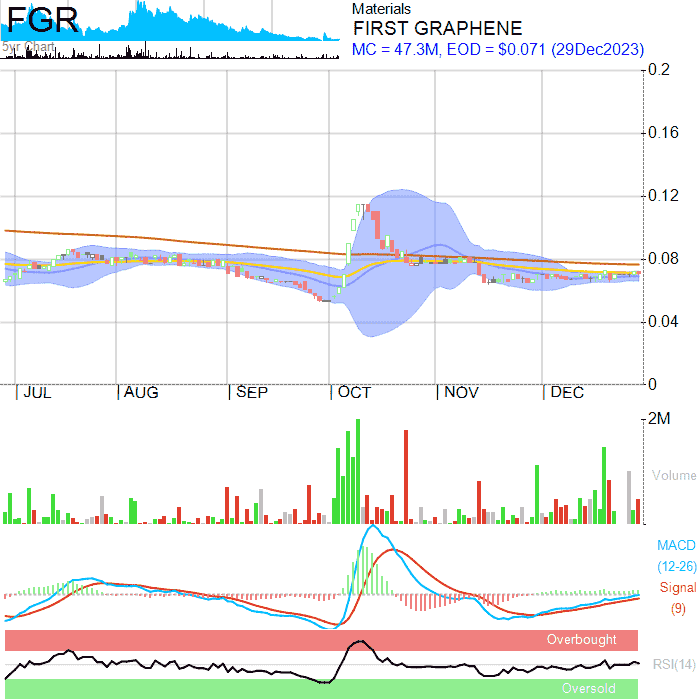 FGR
5yr Chart
Materials
FIRST GRAPHENE
MC = 47.3M, EOD = $0.071 (29Dec2023)
0.2
0.16
0.12
0.08
0.04
0
JUL AUG SEP OCT NOV DEC
2M
Volume
MACD
(12-26)
Signal
(9)
Overbought
RSI(14)
Oversold